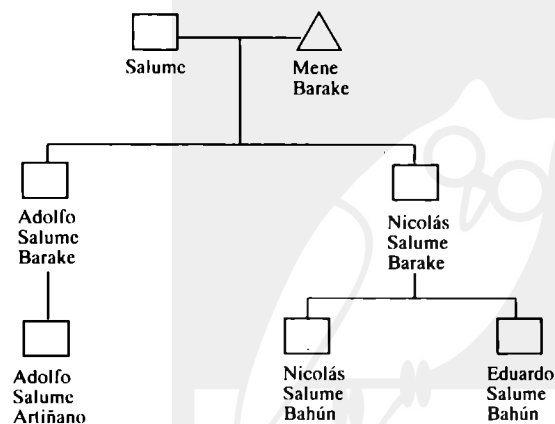 Salume
Mene
Barake
Adolfo
Salume
Barake
Nicolás
Salume
Barake
Adolfo
Salume
Artiñano
Nicolás
Salume
Bahún
Eduardo
Salume
Bahún